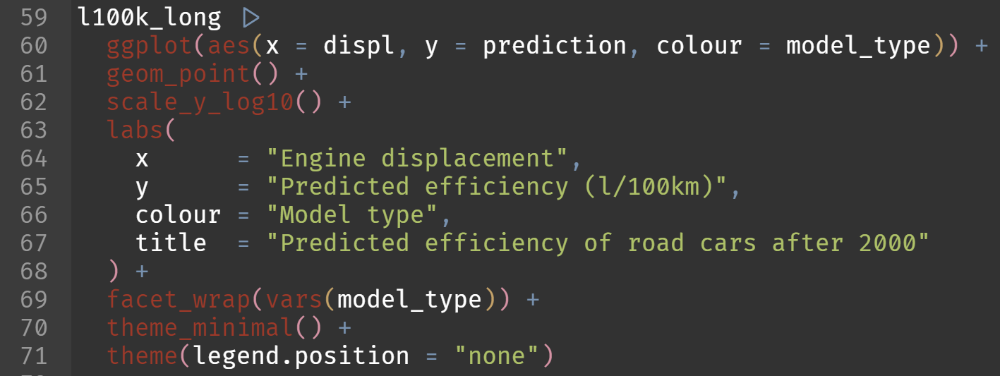 59 l100k_long |>
60   ggplot(aes(x = displ, y = prediction, colour = model_type)) +
61   geom_point() +
62   scale_y_log10() +
63   labs(
64     x      = "Engine displacement",
65     y      = "Predicted efficiency (l/100km)",
66     colour = "Model type",
67     title  = "Predicted efficiency of road cars after 2000"
68   ) +
69   facet_wrap(vars(model_type)) +
70   theme_minimal() +
71   theme(legend.position = "none")